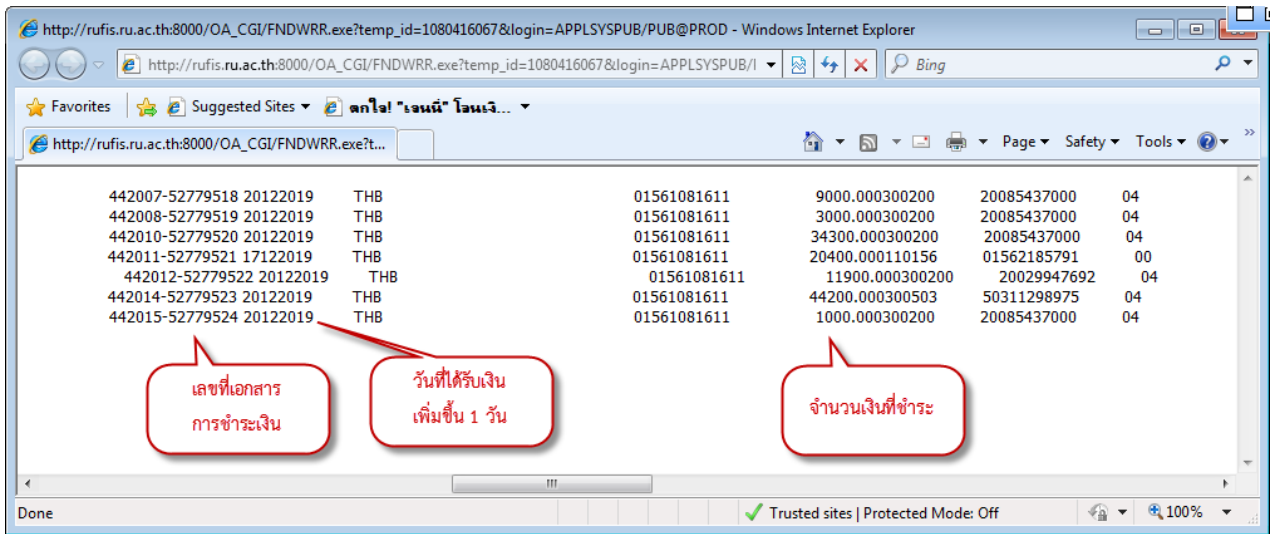 http://rufis.ru.ac.th:8000/OA_CGI/FNDWRR.exe?temp_id=1080416067&login=APPLSYSPUB/PUB@PROD - Windows Internet Explorer
http://rufis.ru.ac.th:8000/OA_CGI/FNDWRR.exe?temp_id=1080416067&login=APPLSYSPUB/I Bing
Favorites Suggested Sites ตกใจ! "เจนนี่" โอนเงิ...
http://rufis.ru.ac.th:8000/OA_CGI/FNDWRR.exe?t... Page Safety Tools
442007-52779518 20122019 THB 01561081611 9000.000300200 20085437000 04
442008-52779519 20122019 THB 01561081611 3000.000300200 20085437000 04
442010-52779520 20122019 THB 01561081611 34300.000300200 20085437000 04
442011-52779521 17122019 THB 01561081611 20400.000110156 01562185791 00
442012-52779522 20122019 THB 01561081611 11900.000300200 20029947692 04
442014-52779523 20122019 THB 01561081611 44200.000300503 50311298975 04
442015-52779524 20122019 THB 01561081611 1000.000300200 20085437000 04
เลขที่เอกสาร
การชำระเงิน
วันที่ได้รับเงิน
เพิ่มขึ้น 1 วัน
จำนวนเงินที่ชำระ
Done Trusted sites | Protected Mode: Off 100%